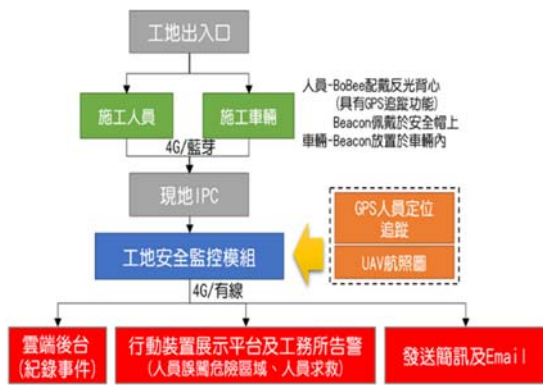 工地出入口
施工人員
施工車輛
人員-BoBee配戴反光背心
(具有GPS追蹤功能)
Beacon佩戴於安全帽上
車輛-Beacon放置於車輛內
4G/藍芽
現地IPC
工地安全監控模組
GPS人員定位
追蹤
UAV航照圖
4G/有線
雲端後台
(紀錄事件)
行動裝置展示平台及工務所告警
(人員誤闖危險區域、人員求救)
發送簡訊及Email